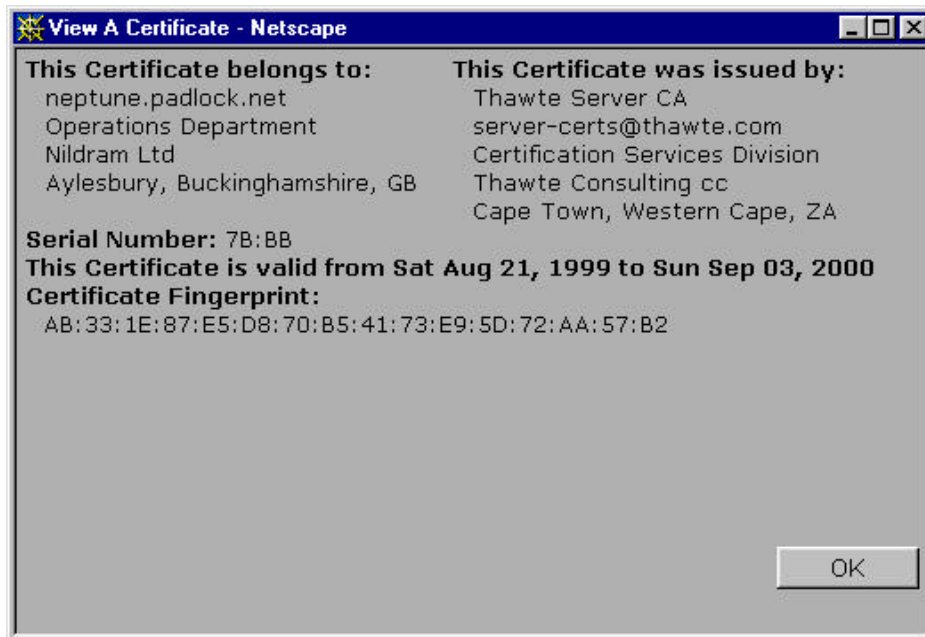 View A Certificate - Netscape
This Certificate belongs to:
neptune.padlock.net
Operations Department
Nildram Ltd
Aylesbury, Buckinghamshire, GB
This Certificate was issued by:
Thawte Server CA
server-certs@thawte.com
Certification Services Division
Thawte Consulting cc
Cape Town, Western Cape, ZA
Serial Number: 7B:BB
This Certificate is valid from Sat Aug 21, 1999 to Sun Sep 03, 2000
Certificate Fingerprint:
AB:33:1E:87:E5:D8:70:B5:41:73:E9:5D:72:AA:57:B2
OK